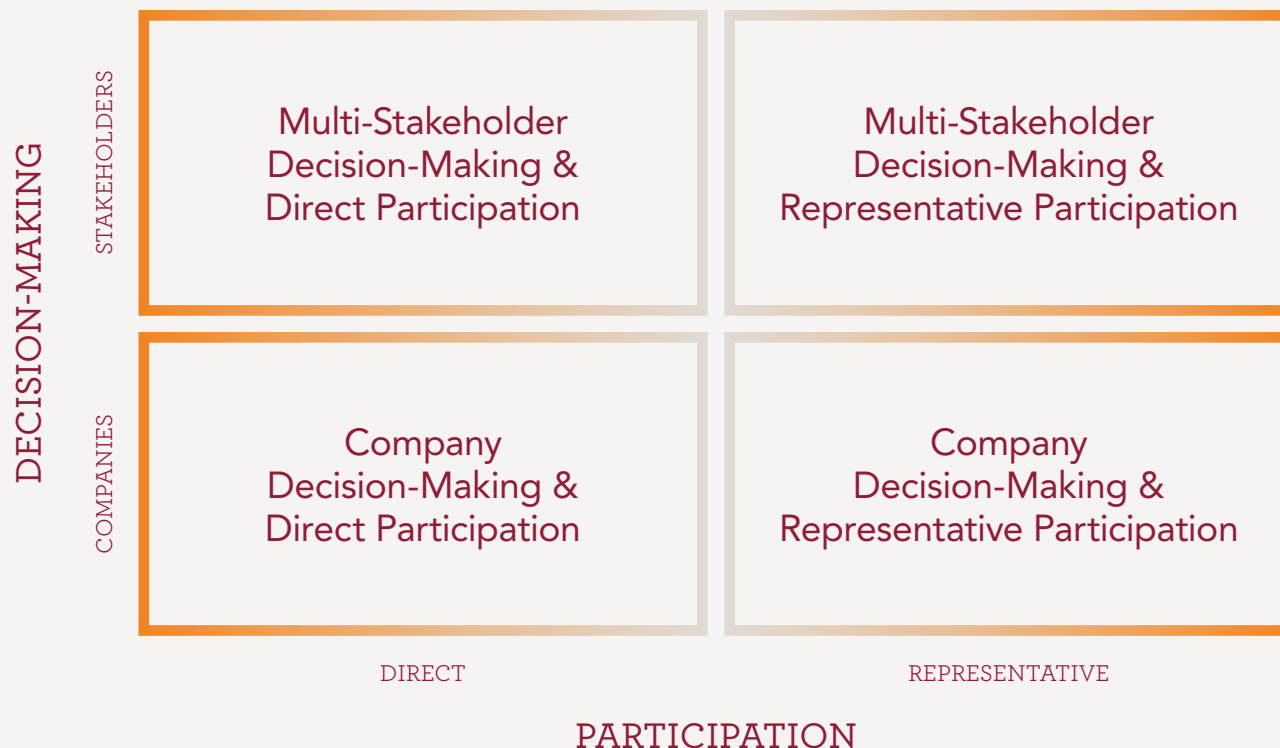 DECISION-MAKING
STAKEHOLDERS
Multi-Stakeholder
Decision-Making &
Direct Participation
Multi-Stakeholder
Decision-Making &
Representative Participation
COMPANIES
Company
Decision-Making &
Direct Participation
Company
Decision-Making &
Representative Participation
DIRECT
REPRESENTATIVE
PARTICIPATION